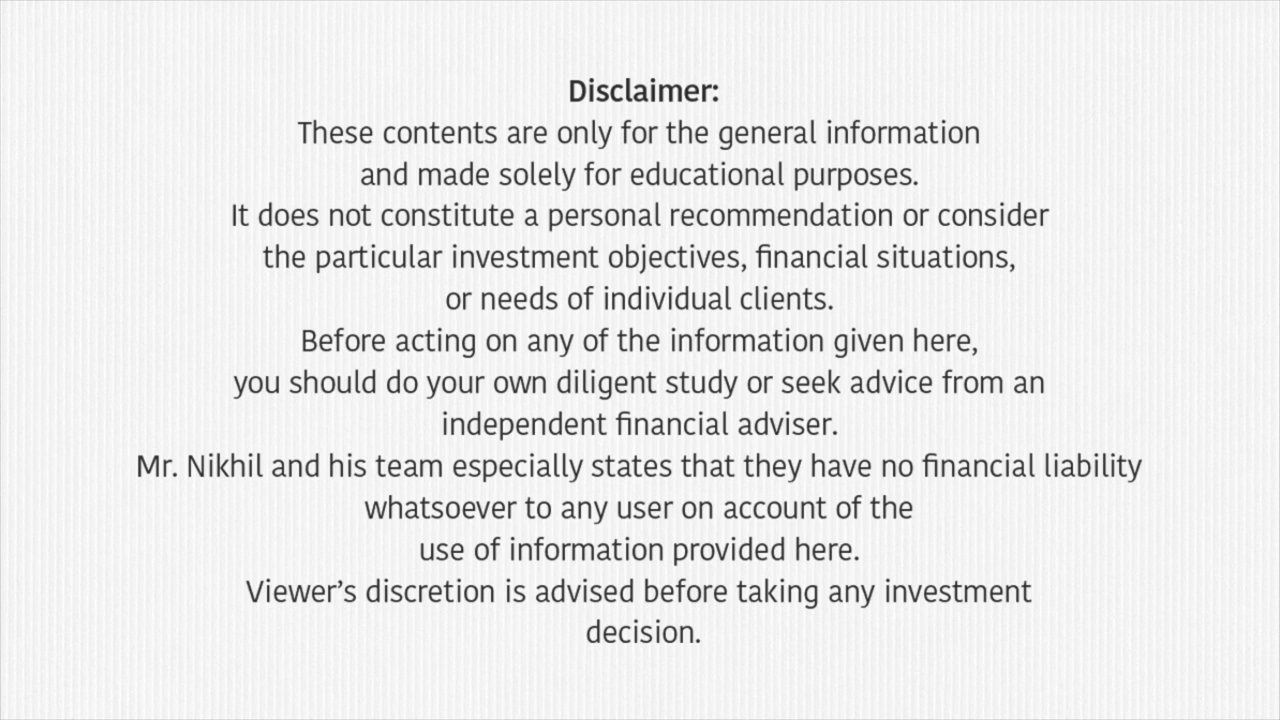 Disclaimer:
These contents are only for the general information
and made solely for educational purposes.
It does not constitute a personal recommendation or consider
the particular investment objectives, financial situations,
or needs of individual clients.
Before acting on any of the information given here,
you should do your own diligent study or seek advice from an
independent financial adviser.
Mr. Nikhil and his team especially states that they have no financial liability
whatsoever to any user on account of the
use of information provided here.
Viewer’s discretion is advised before taking any investment
decision.